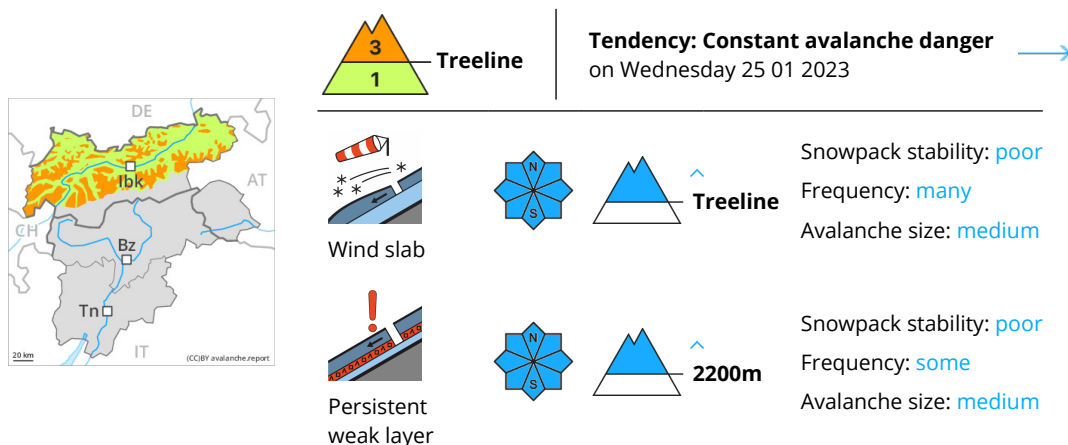 3
1
Treeline
Tendency: Constant avalanche danger
on Wednesday 25 01 2023
DE
AT
Ibk
CH
Bz
Tn
IT
20 km
(CC)BY avalanche.report
Wind slab
N
S
Treeline
Snowpack stability: poor
Frequency: many
Avalanche size: medium
Persistent
weak layer
N
S
2200m
Snowpack stability: poor
Frequency: some
Avalanche size: medium